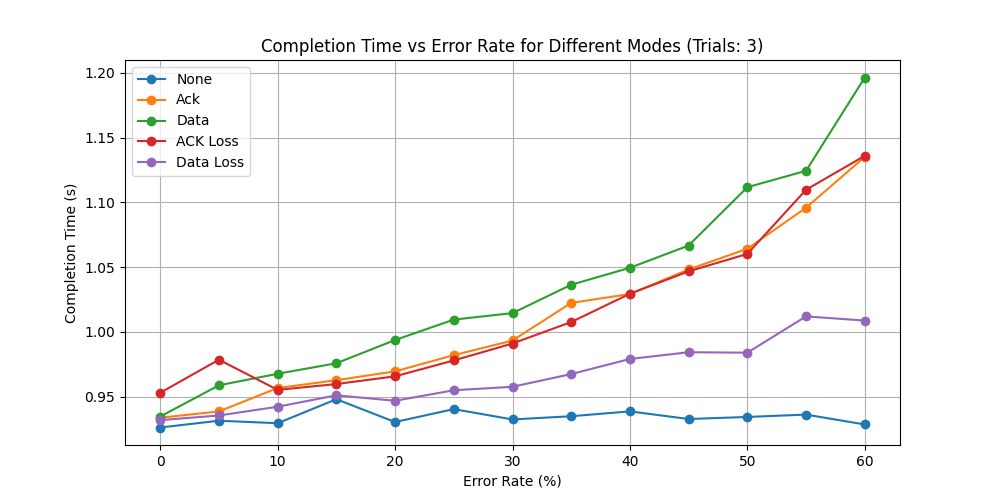 Completion Time vs Error Rate for Different Modes (Trials: 3)
None
Ack
Data
ACK Loss
Data Loss
Completion Time (s)
1.20
1.15
1.10
1.05
1.00
0.95
0 10 20 30 40 50 60
Error Rate (%)